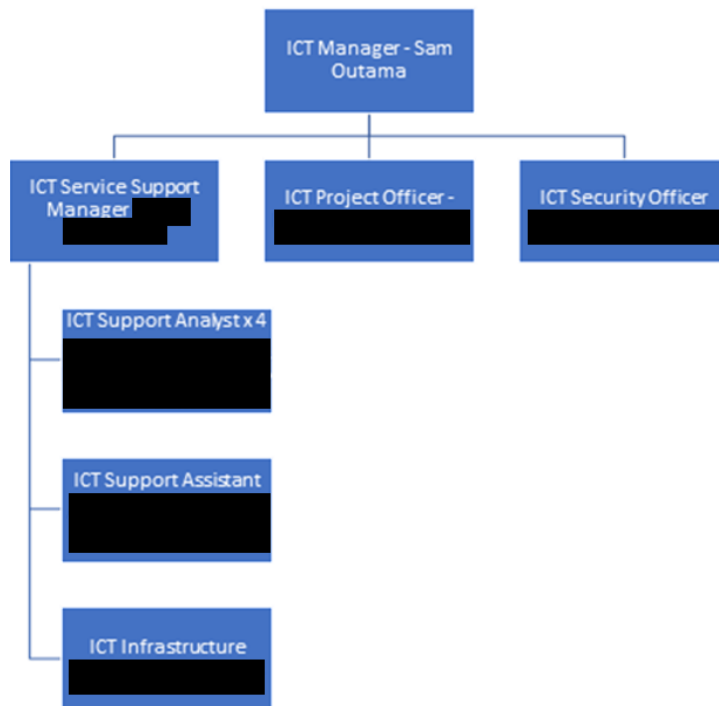 ICT Manager - Sam
Outama
ICT Service Support
Manager
ICT Project Officer -
ICT Security Officer
ICT Support Analyst x 4
ICT Support Assistant
ICT Infrastructure